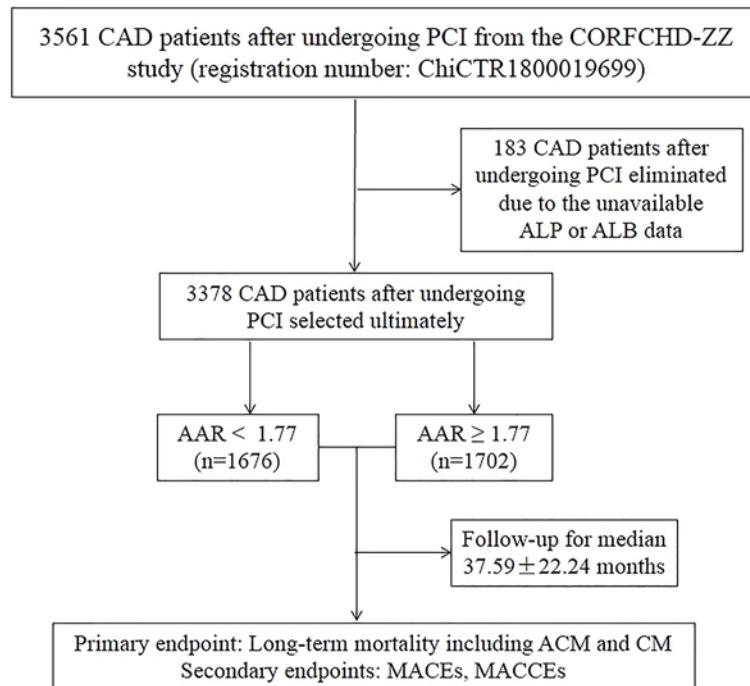 3561 CAD patients after undergoing PCI from the CORFCHD-ZZ
study (registration number: ChiCTR1800019699)
183 CAD patients after
undergoing PCI eliminated
due to the unavailable
ALP or ALB data
3378 CAD patients after undergoing
PCI selected ultimately
AAR < 1.77
(n=1676)
AAR ≥ 1.77
(n=1702)
Follow-up for median
37.59±22.24 months
Primary endpoint: Long-term mortality including ACM and CM
Secondary endpoints: MACEs, MACCEs